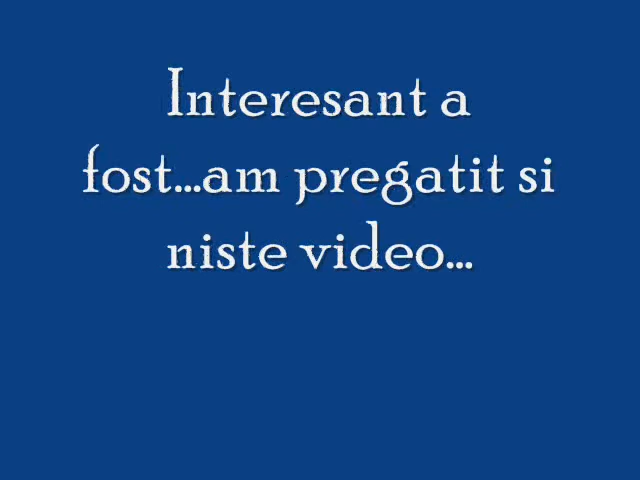 Interesant a
fost...am pregatit si
niste video...